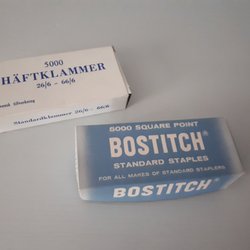 5000
HÄFTKLAMMER
26/6 - 66/6
Standardklammer 26/6 - 66/6
5000 SQUARE POINT
BOSTITCH®
STANDARD STAPLES
FOR ALL MAKES OF STANDARD STAPLERS
BOSTITCH